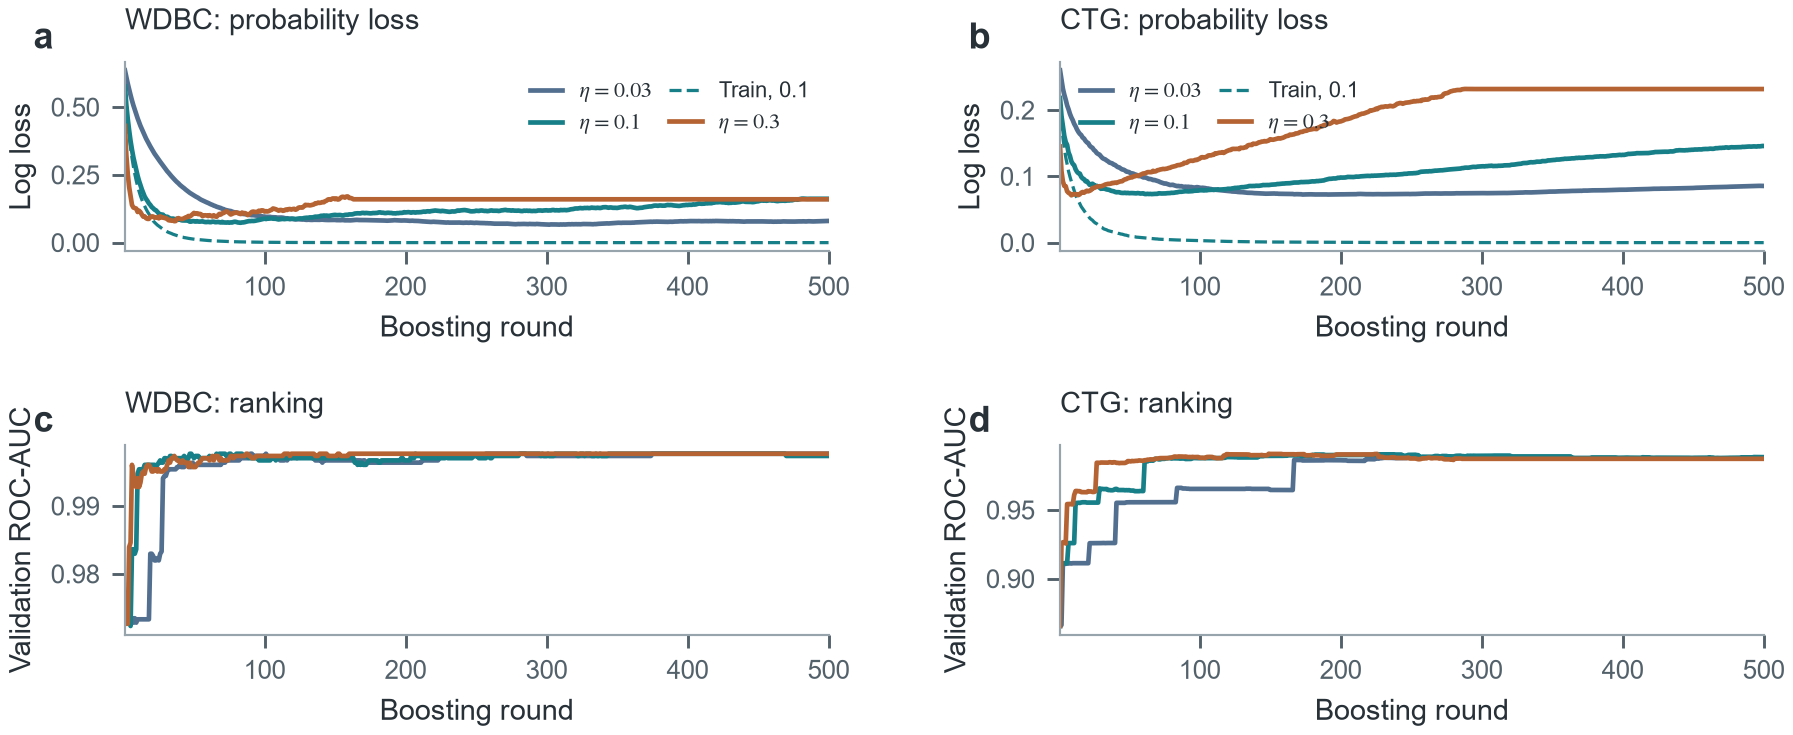 a
WDBC: probability loss
Log loss
0.50
0.25
0.00
η = 0.03
Train, 0.1
η = 0.1
η = 0.3
100
200
300
400
500
Boosting round
b
CTG: probability loss
Log loss
0.2
0.1
0.0
η = 0.03
Train, 0.1
η = 0.1
η = 0.3
100
200
300
400
500
Boosting round
c
WDBC: ranking
Validation ROC-AUC
0.99
0.98
100
200
300
400
500
Boosting round
d
CTG: ranking
Validation ROC-AUC
0.95
0.90
100
200
300
400
500
Boosting round